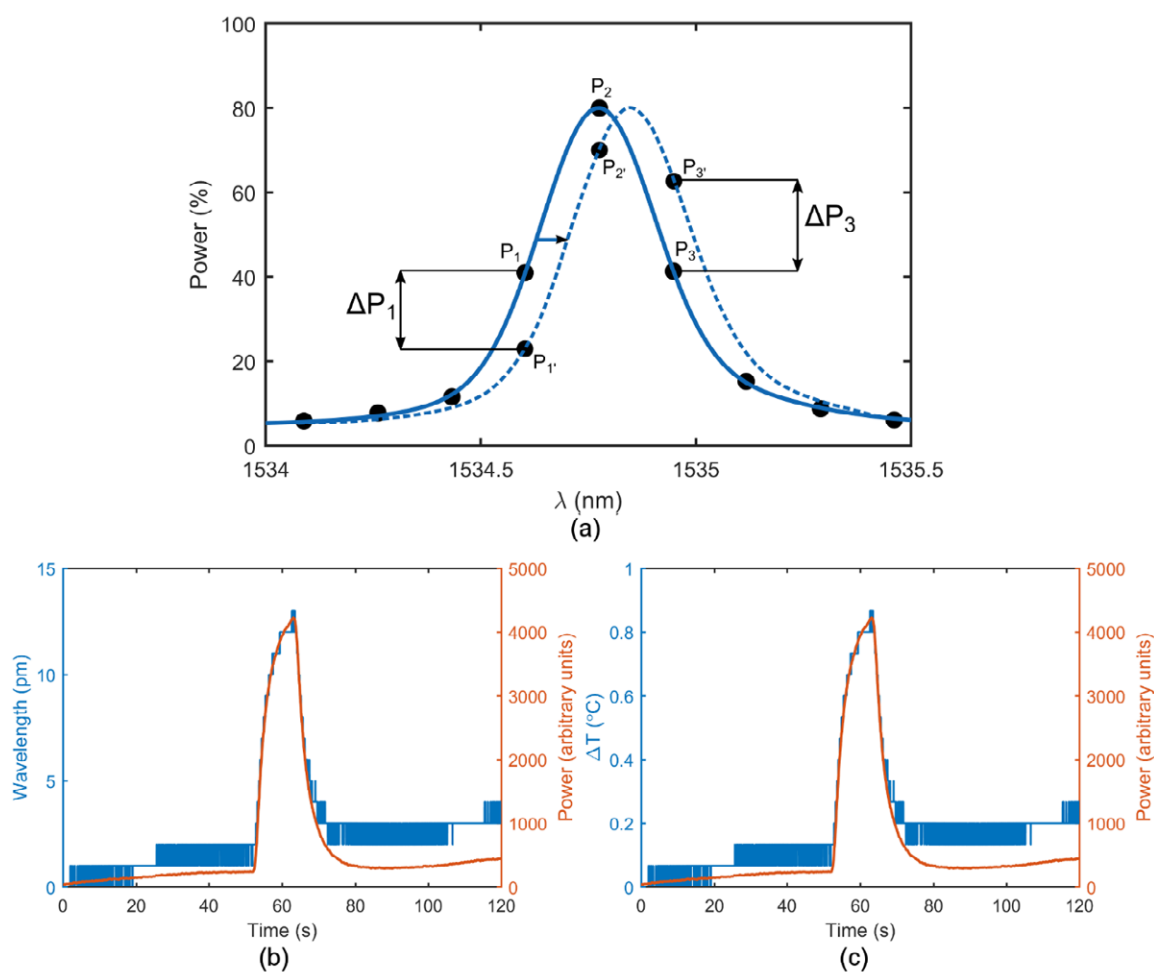 100
80
60
40
20
0
Power (%)
P2
P2'
P3'
ΔP3
P1
P3
ΔP1
P1'
1534
1534.5
1535
1535.5
λ (nm)
(a)
15
10
5
0
Wavelength (pm)
5000
4000
3000
2000
1000
0
Power (arbitrary units)
0
20
40
60
80
100
120
Time (s)
(b)
1
0.8
0.6
0.4
0.2
0
ΔT (°C)
5000
4000
3000
2000
1000
0
Power (arbitrary units)
0
20
40
60
80
100
120
Time (s)
(c)